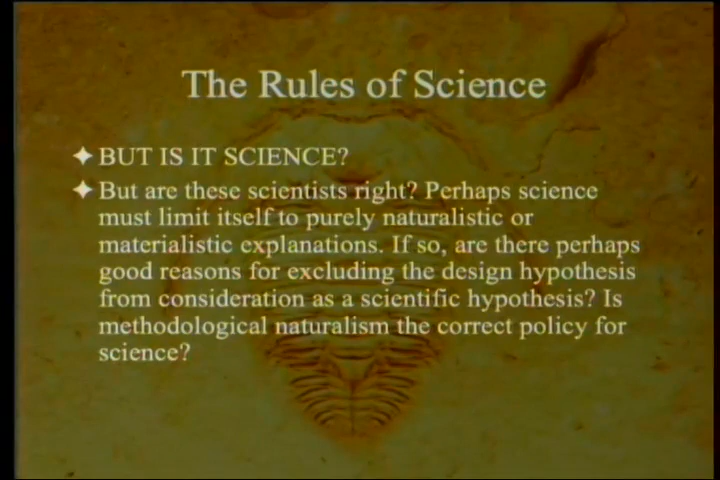 The Rules of Science
BUT IS IT SCIENCE?
But are these scientists right? Perhaps science
must limit itself to purely naturalistic or
materialistic explanations. If so, are there perhaps
good reasons for excluding the design hypothesis
from consideration as a scientific hypothesis? Is
methodological naturalism the correct policy for
science?